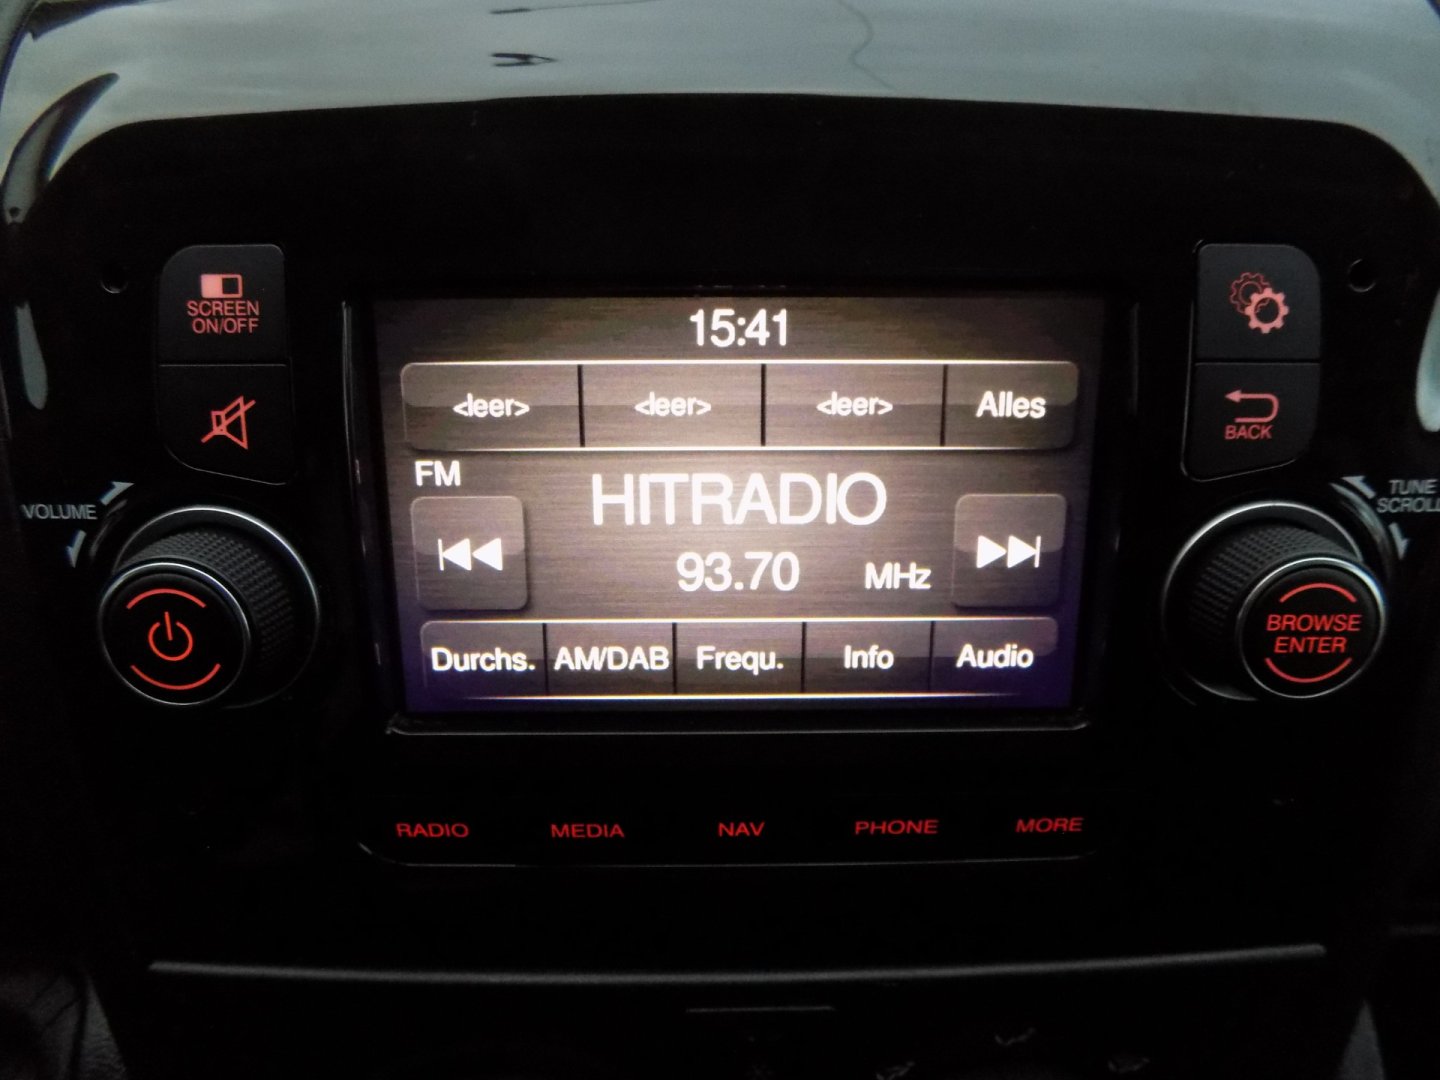 15:41
SCREEN
ON/OFF
<leer> <leer> <leer> Alles
BACK
FM
HITRADIO
VOLUME
TUNE
SCROLL
93.70 MHz
BROWSE
ENTER
Durchs. AM/DAB Frequ. Info Audio
RADIO MEDIA NAV PHONE MORE